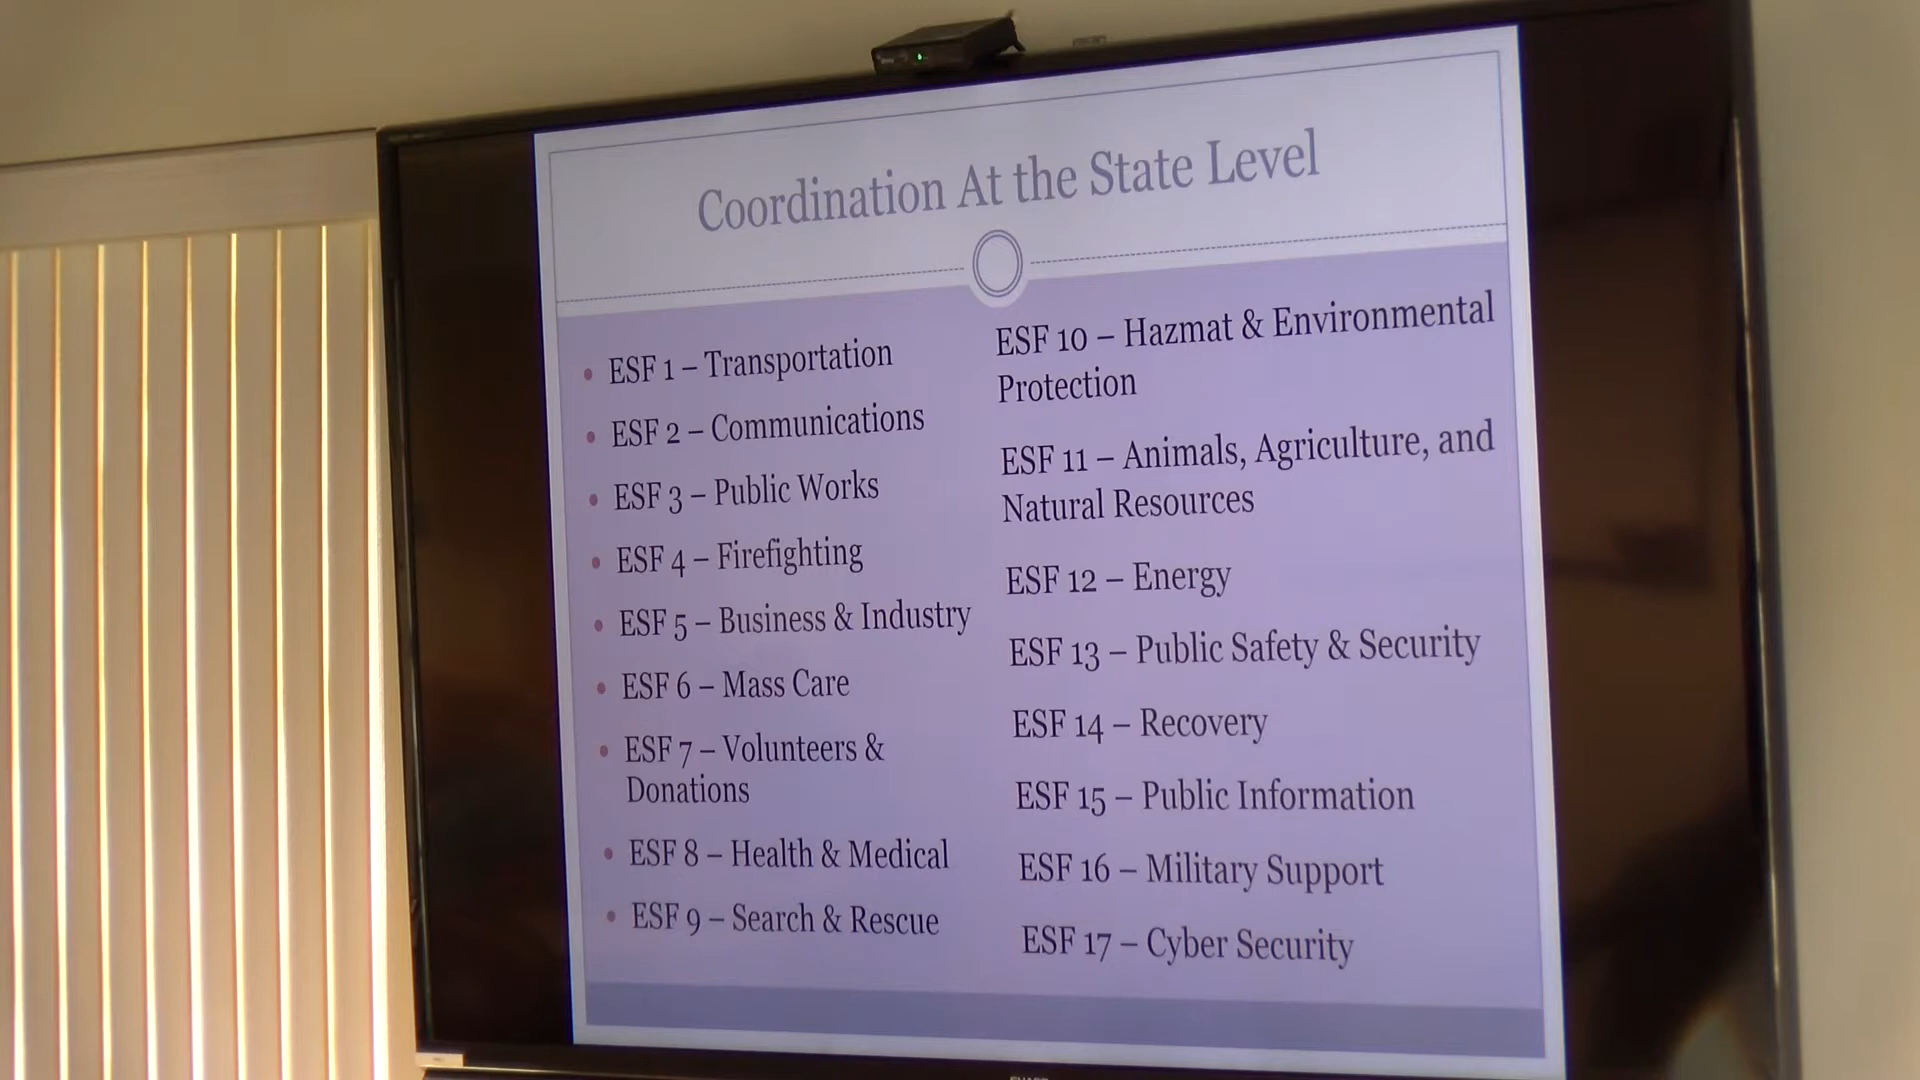 Coordination At the State Level
ESF 1 – Transportation
ESF 2 – Communications
ESF 3 – Public Works
ESF 4 – Firefighting
ESF 5 – Business & Industry
ESF 6 – Mass Care
ESF 7 – Volunteers &
Donations
ESF 8 – Health & Medical
ESF 9 – Search & Rescue
ESF 10 – Hazmat & Environmental
Protection
ESF 11 – Animals, Agriculture, and
Natural Resources
ESF 12 – Energy
ESF 13 – Public Safety & Security
ESF 14 – Recovery
ESF 15 – Public Information
ESF 16 – Military Support
ESF 17 – Cyber Security